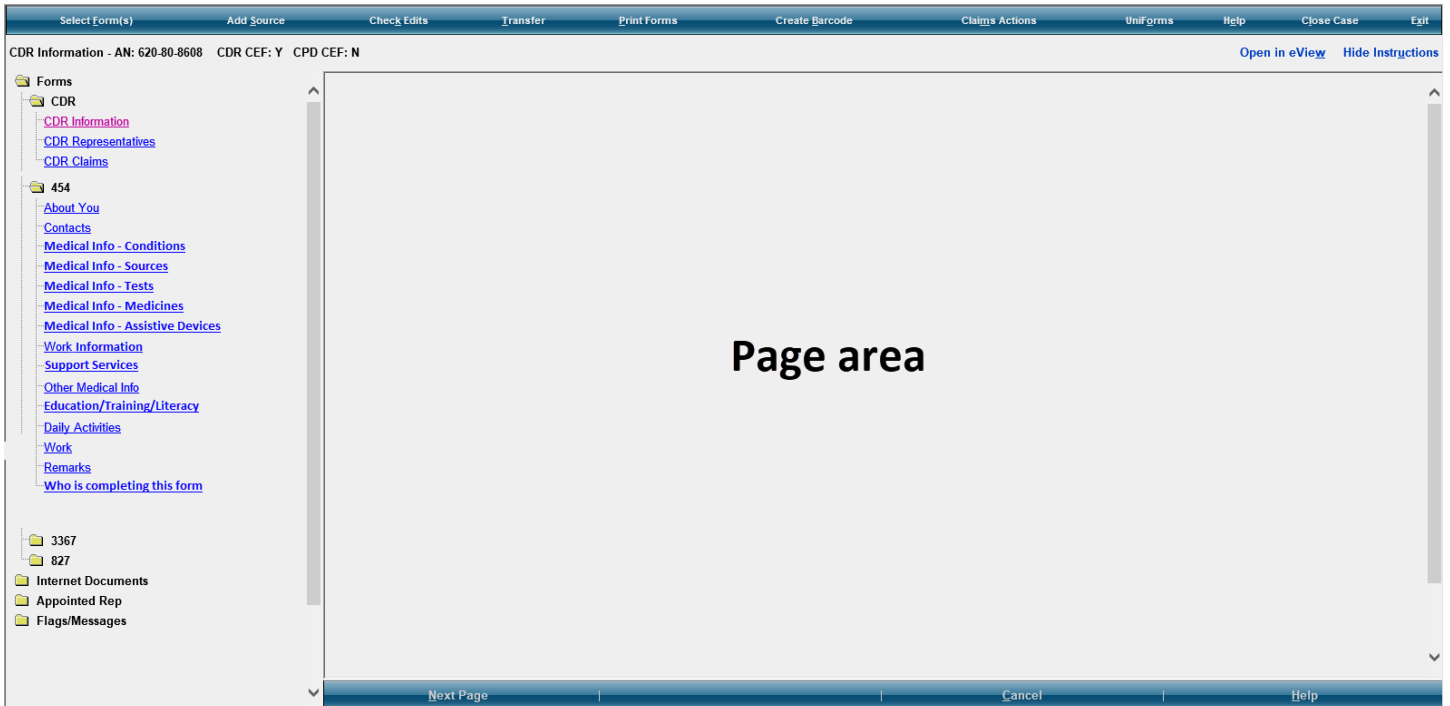 Select Form(s) Add Source Check Edits Transfer Print Forms Create Barcode Claims Actions UniForms Help Close Case Exit
CDR Information - AN: 620-80-8608 CDR CEF: Y CPD CEF: N Open in eView Hide Instructions
Forms
CDR
CDR Information
CDR Representatives
CDR Claims
454
About You
Contacts
Medical Info - Conditions
Medical Info - Sources
Medical Info - Tests
Medical Info - Medicines
Medical Info - Assistive Devices
Work Information
Support Services
Other Medical Info
Education/Training/Literacy
Daily Activities
Work
Remarks
Who is completing this form
3367
827
Internet Documents
Appointed Rep
Flags/Messages
Page area
Next Page Cancel Help